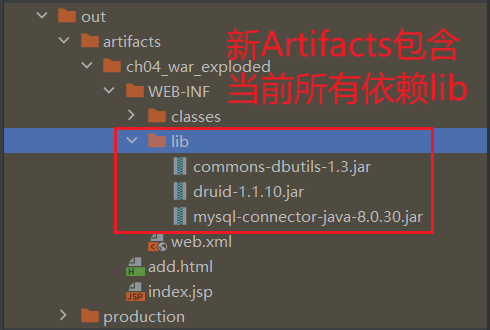 out
artifacts
ch04_war_exploded
WEB-INF
classes
lib
commons-dbutils-1.3.jar
druid-1.1.10.jar
mysql-connector-java-8.0.30.jar
web.xml
add.html
index.jsp
production
新Artifacts包含
当前所有依赖lib